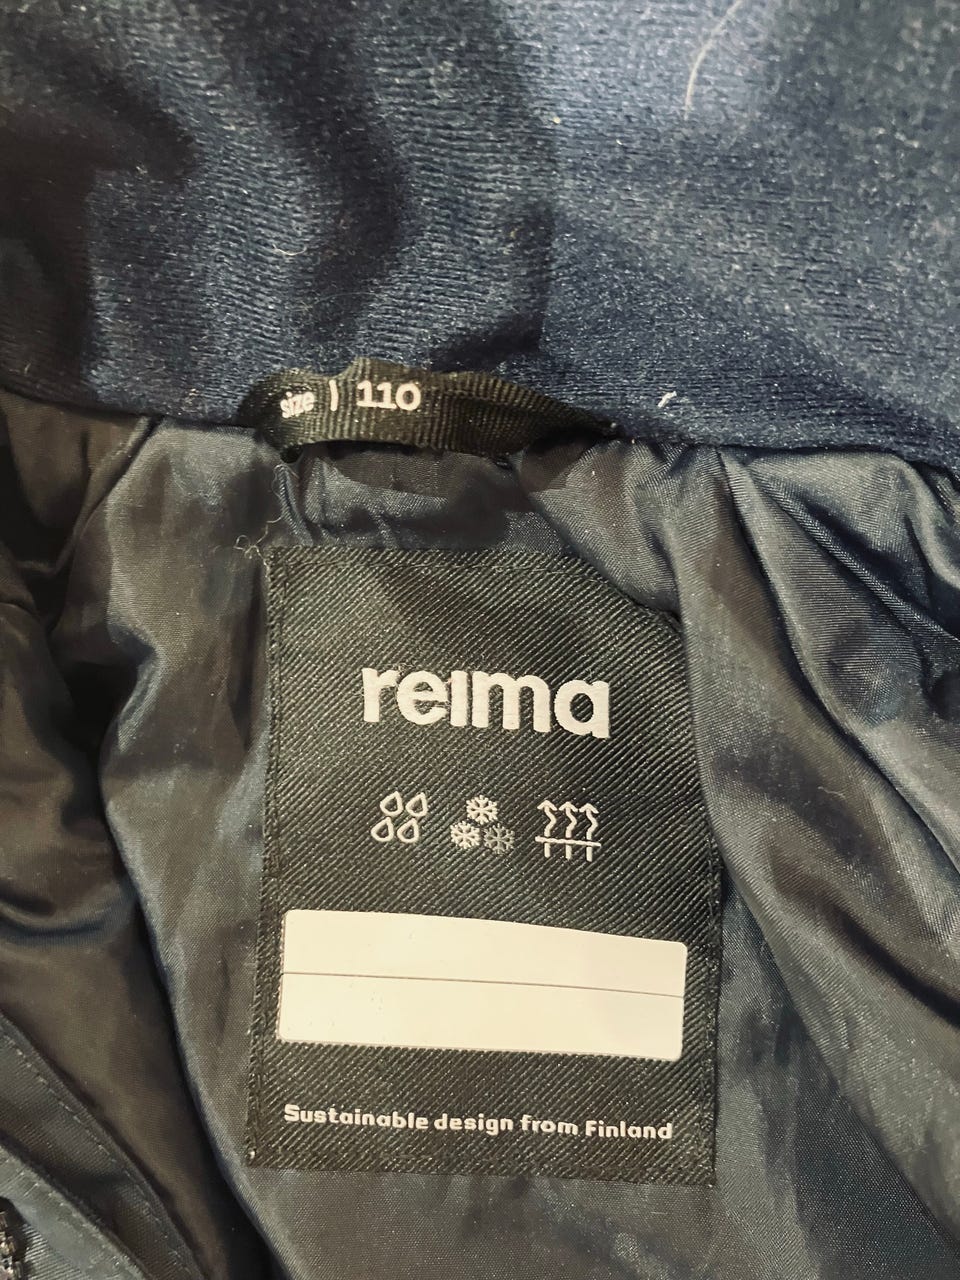 size | 110
reima
Sustainable design from Finland